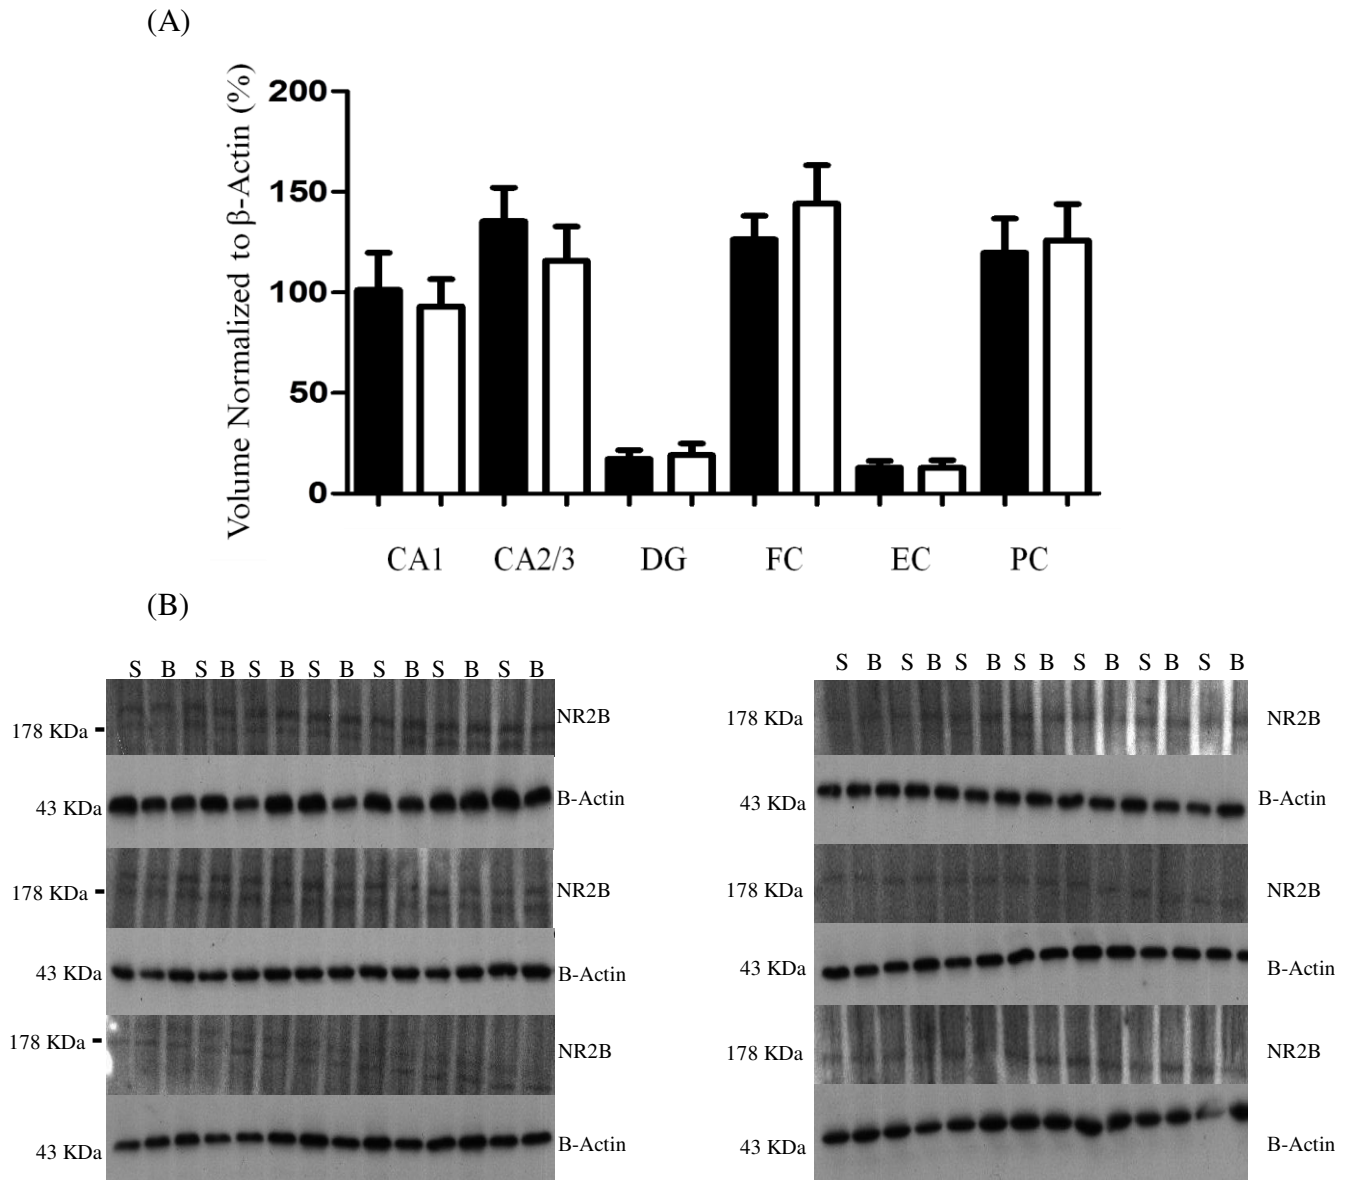 (A)
Volume Normalized to β-Actin (%)
200
150
100
50
0
CA1 CA2/3 DG FC EC PC
(B)
S B S B S B S B S B S B S B
178 KDa NR2B
43 KDa B-Actin
178 KDa NR2B
43 KDa B-Actin
178 KDa NR2B
43 KDa B-Actin
S B S B S B S B S B S B S B
178 KDa NR2B
43 KDa B-Actin
178 KDa NR2B
43 KDa B-Actin
178 KDa NR2B
43 KDa B-Actin